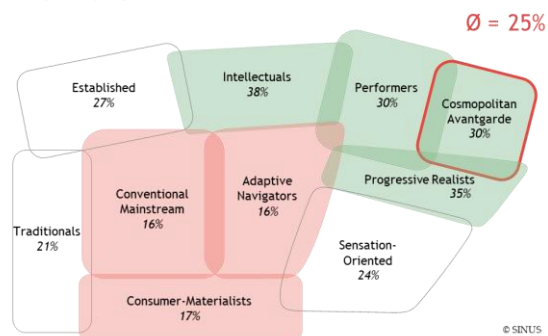 Ø = 25%
Intellectuals
38%
Established
27%
Performers
30%
Cosmopolitan
Avantgarde
30%
Progressive Realists
35%
Conventional
Mainstream
16%
Adaptive
Navigators
16%
Traditionals
21%
Sensation-
Oriented
24%
Consumer-Materialists
17%
© SINUS